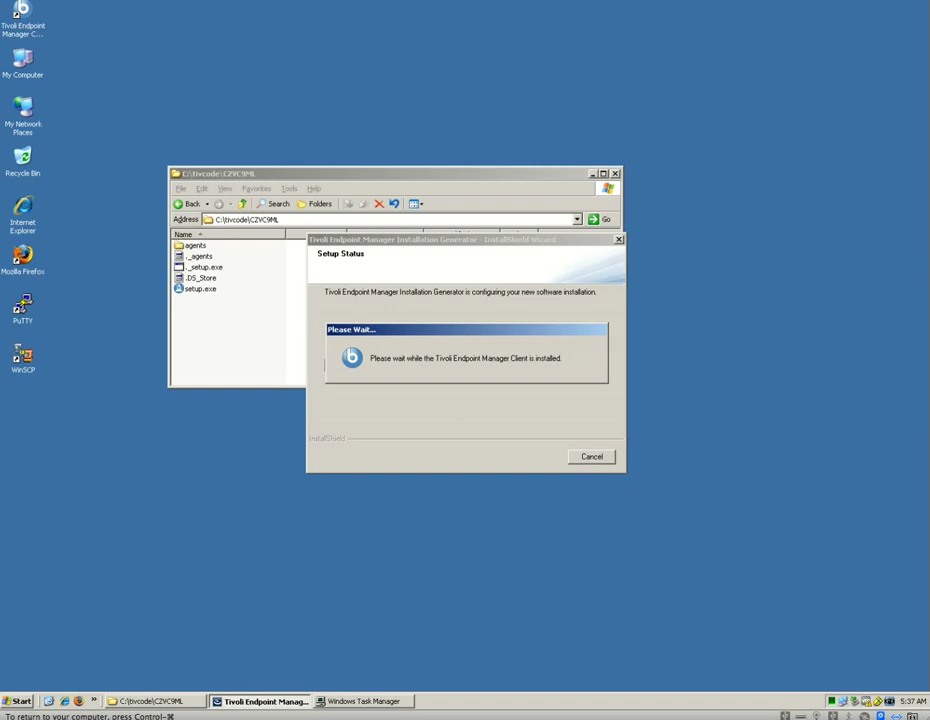 Tivoli Endpoint
Manager C...
My Computer
My Network
Places
Recycle Bin
Internet
Explorer
Mozilla Firefox
PuTTY
WinSCP
C:\tivcode\CZVC9ML
File Edit View Favorites Tools Help
Back Search Folders
Address C:\tivcode\CZVC9ML Go
Name
agents
._agents
._setup.exe
.DS_Store
setup.exe
Tivoli Endpoint Manager Installation Generator - InstallShield Wizard
Setup Status
Tivoli Endpoint Manager Installation Generator is configuring your new software installation.
Please Wait...
Please wait while the Tivoli Endpoint Manager Client is installed.
InstallShield
Cancel
Start » C:\tivcode\CZVC9ML Tivoli Endpoint Manag... Windows Task Manager 5:37 AM
To return to your computer, press Control-⌘